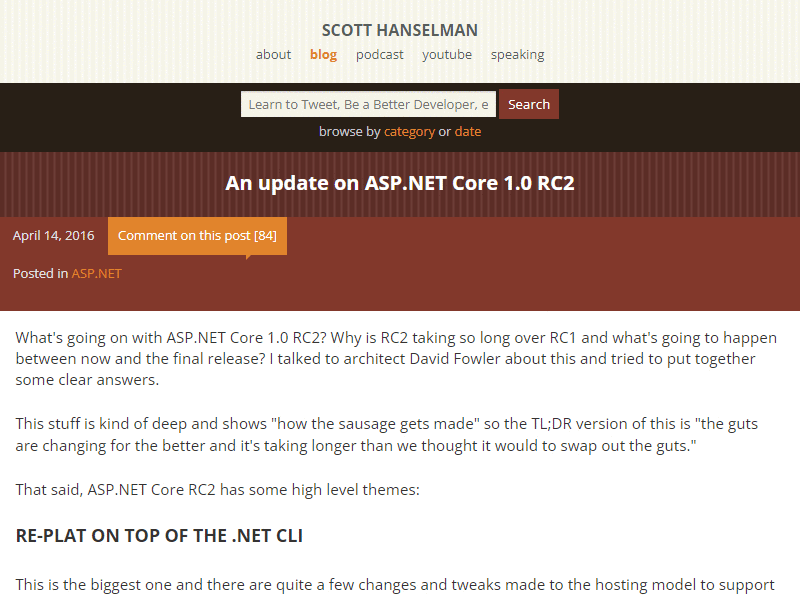 SCOTT HANSELMAN
about blog podcast youtube speaking
Learn to Tweet, Be a Better Developer, e Search
browse by category or date
An update on ASP.NET Core 1.0 RC2
April 14, 2016 Comment on this post [84]
Posted in ASP.NET
What's going on with ASP.NET Core 1.0 RC2? Why is RC2 taking so long over RC1 and what's going to happen
between now and the final release? I talked to architect David Fowler about this and tried to put together
some clear answers.
This stuff is kind of deep and shows "how the sausage gets made" so the TL;DR version of this is "the guts
are changing for the better and it's taking longer than we thought it would to swap out the guts."
That said, ASP.NET Core RC2 has some high level themes:
RE-PLAT ON TOP OF THE .NET CLI
This is the biggest one and there are quite a few changes and tweaks made to the hosting model to support